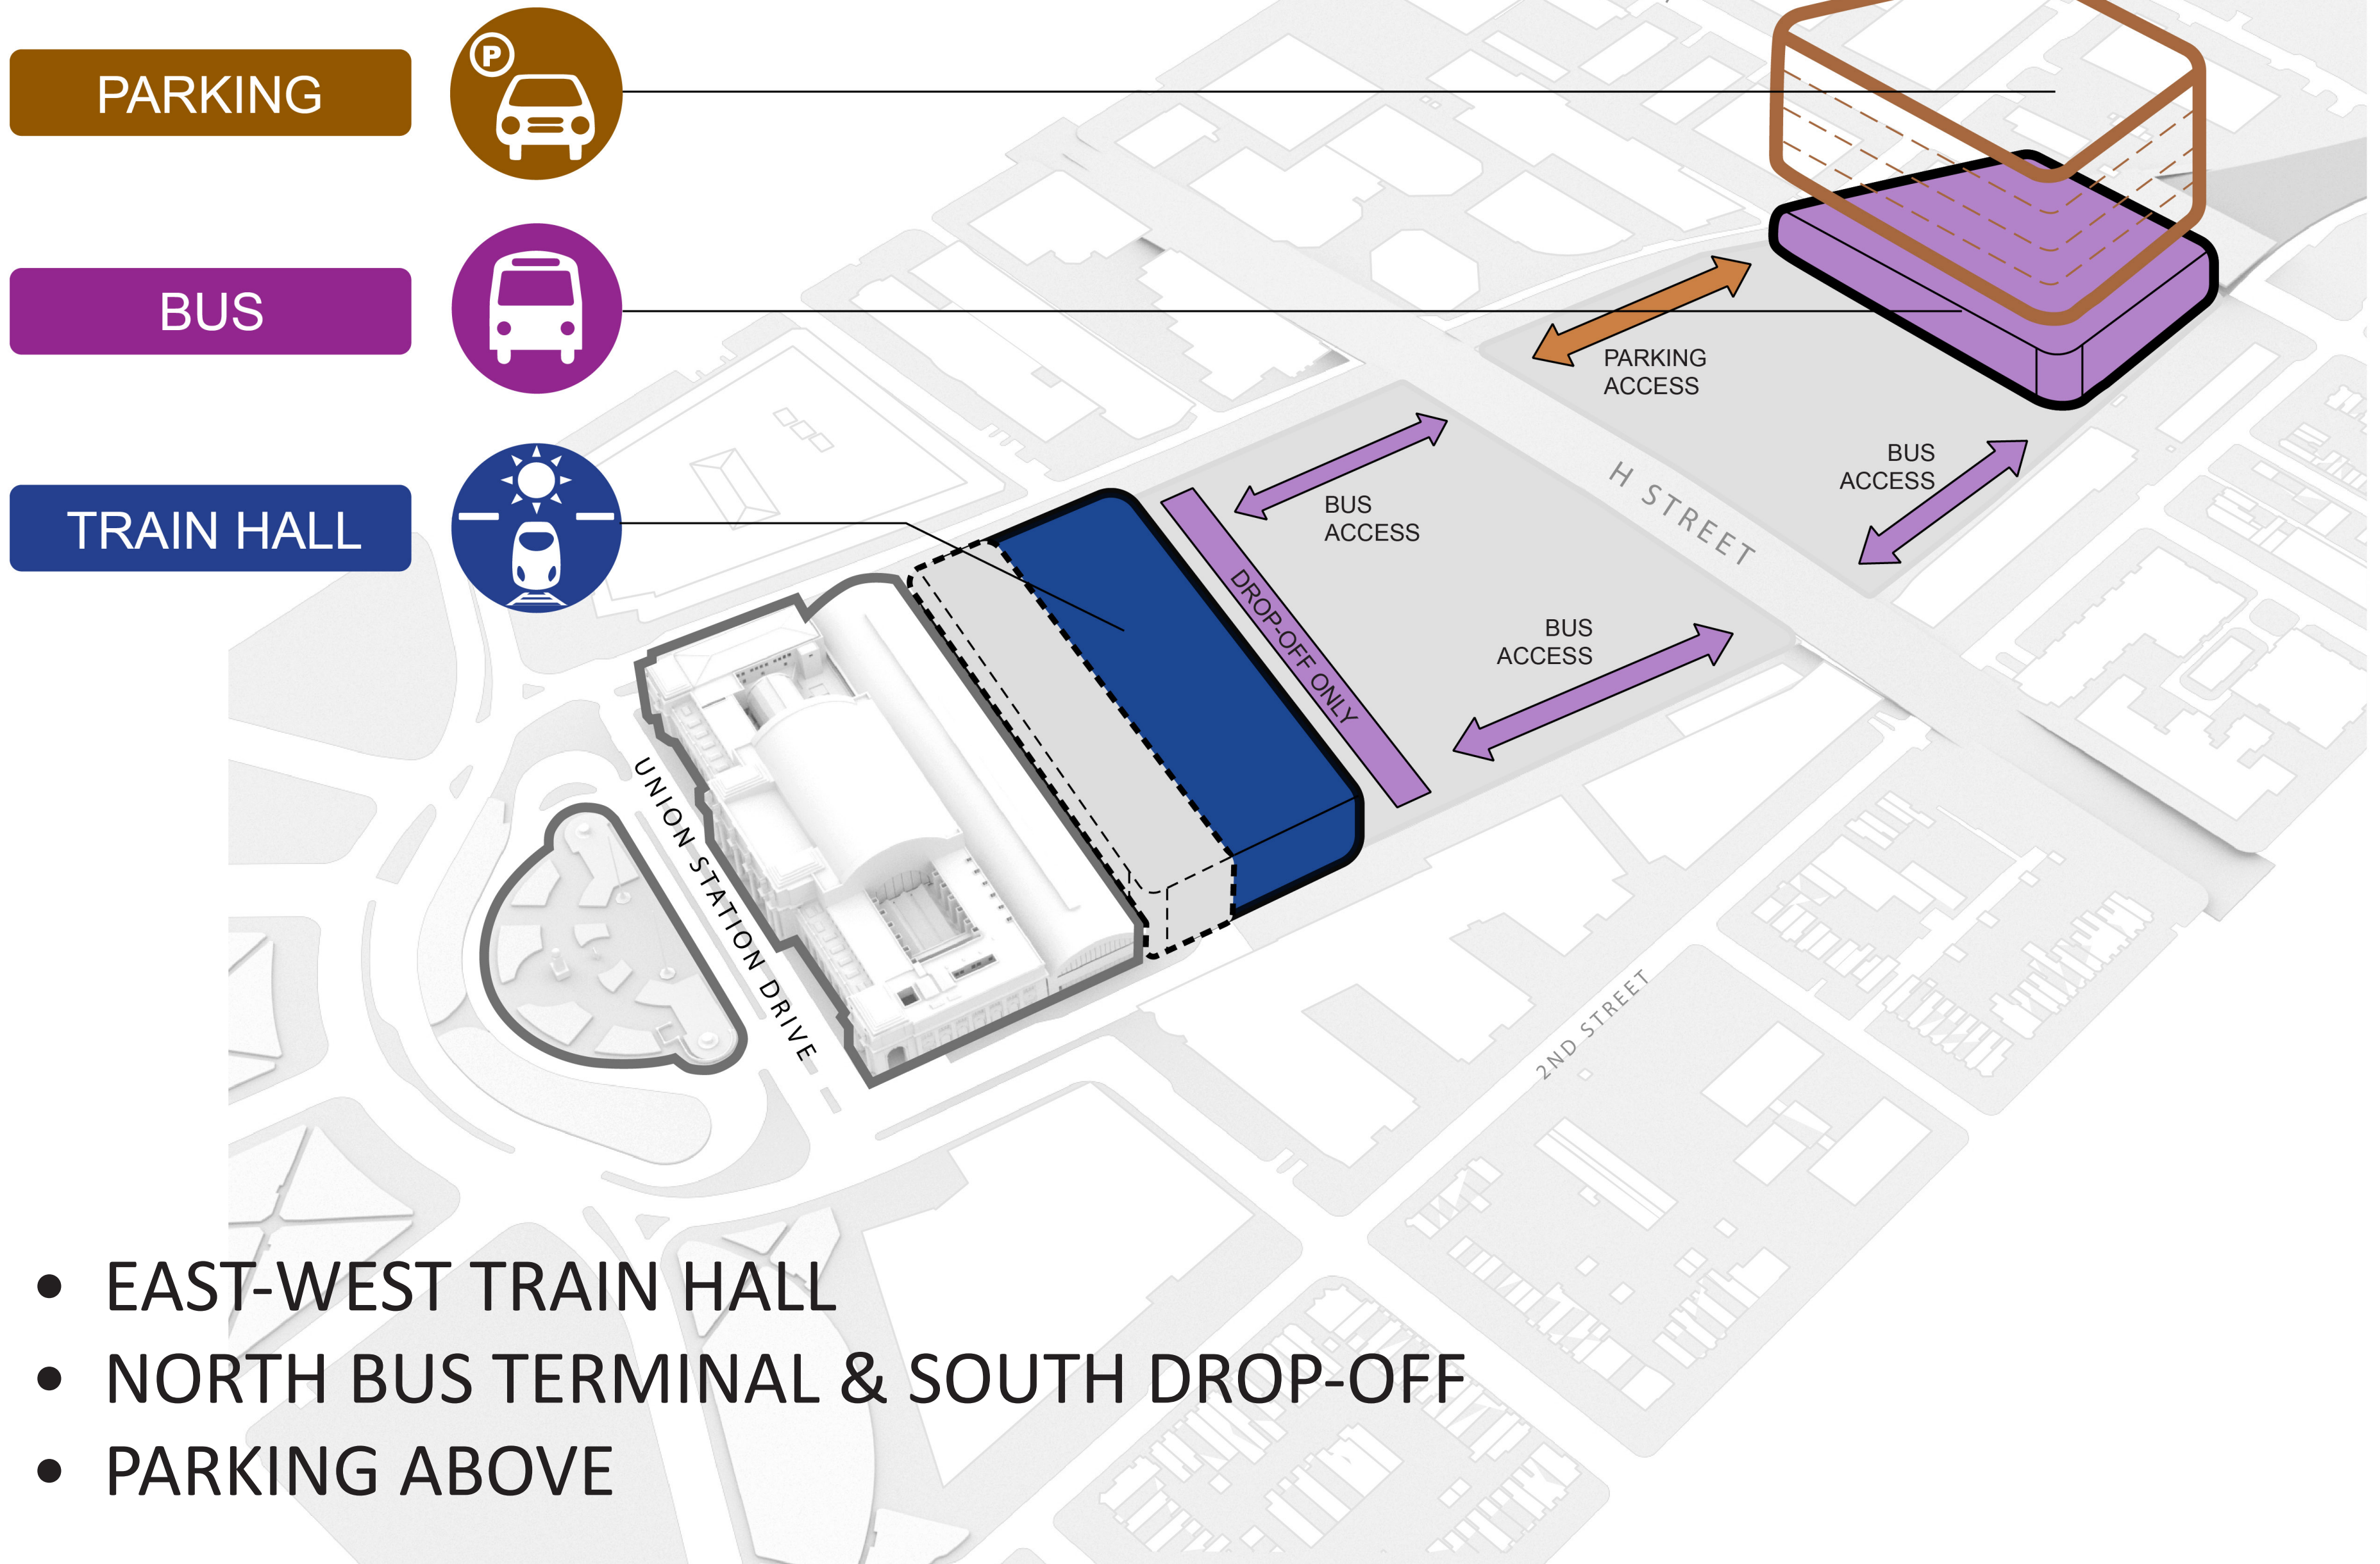 P
PARKING
BUS
TRAIN HALL
PARKING
ACCESS
BUS
ACCESS
H STREET
BUS
ACCESS
DROP-OFF ONLY
BUS
ACCESS
UNION STATION DRIVE
2ND STREET
• EAST-WEST TRAIN HALL
• NORTH BUS TERMINAL & SOUTH DROP-OFF
• PARKING ABOVE